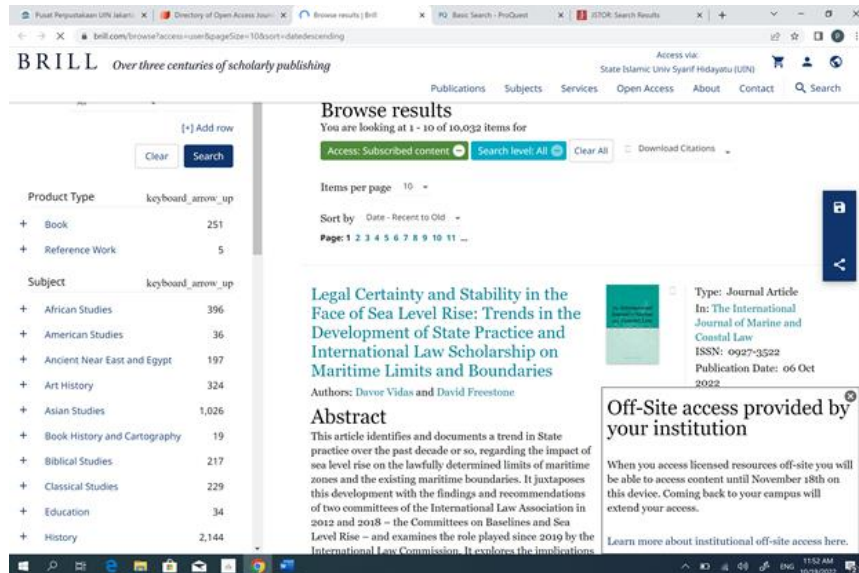 Pusat Perpustakaan UIN Jakarta
Directory of Open Access Journ
Browse results | Brill
Basic Search - ProQuest
JSTOR: Search Results
brill.com/browse?access=user&pageSize=10&sort=datedescending
BRILL Over three centuries of scholarly publishing
Access via:
State Islamic Univ Syarif Hidayatu (UIN)
Publications Subjects Services Open Access About Contact Search
[+] Add row
Clear Search
Product Type keyboard_arrow_up
+ Book 251
+ Reference Work 5
Subject keyboard_arrow_up
+ African Studies 396
+ American Studies 36
+ Ancient Near East and Egypt 197
+ Art History 324
+ Asian Studies 1,026
+ Book History and Cartography 19
+ Biblical Studies 217
+ Classical Studies 229
+ Education 34
+ History 2,144
Browse results
You are looking at 1 - 10 of 10,032 items for
Access: Subscribed content Search level: All Clear All Download Citations
Items per page 10
Sort by Date - Recent to Old
Page: 1 2 3 4 5 6 7 8 9 10 11 ...
Legal Certainty and Stability in the
Face of Sea Level Rise: Trends in the
Development of State Practice and
International Law Scholarship on
Maritime Limits and Boundaries
Authors: Davor Vidas and David Freestone
Abstract
This article identifies and documents a trend in State
practice over the past decade or so, regarding the impact of
sea level rise on the lawfully determined limits of maritime
zones and the existing maritime boundaries. It juxtaposes
this development with the findings and recommendations
of two committees of the International Law Association in
2012 and 2018 – the Committees on Baselines and Sea
Level Rise – and examines the role played since 2019 by the
International Law Commission. It explores the implications
Type: Journal Article
In: The International
Journal of Marine and
Coastal Law
ISSN: 0927-3522
Publication Date: 06 Oct
2022
Off-Site access provided by
your institution
When you access licensed resources off-site you will
be able to access content until November 18th on
this device. Coming back to your campus will
extend your access.
Learn more about institutional off-site access here.
ENG
11:52 AM
10/19/2022